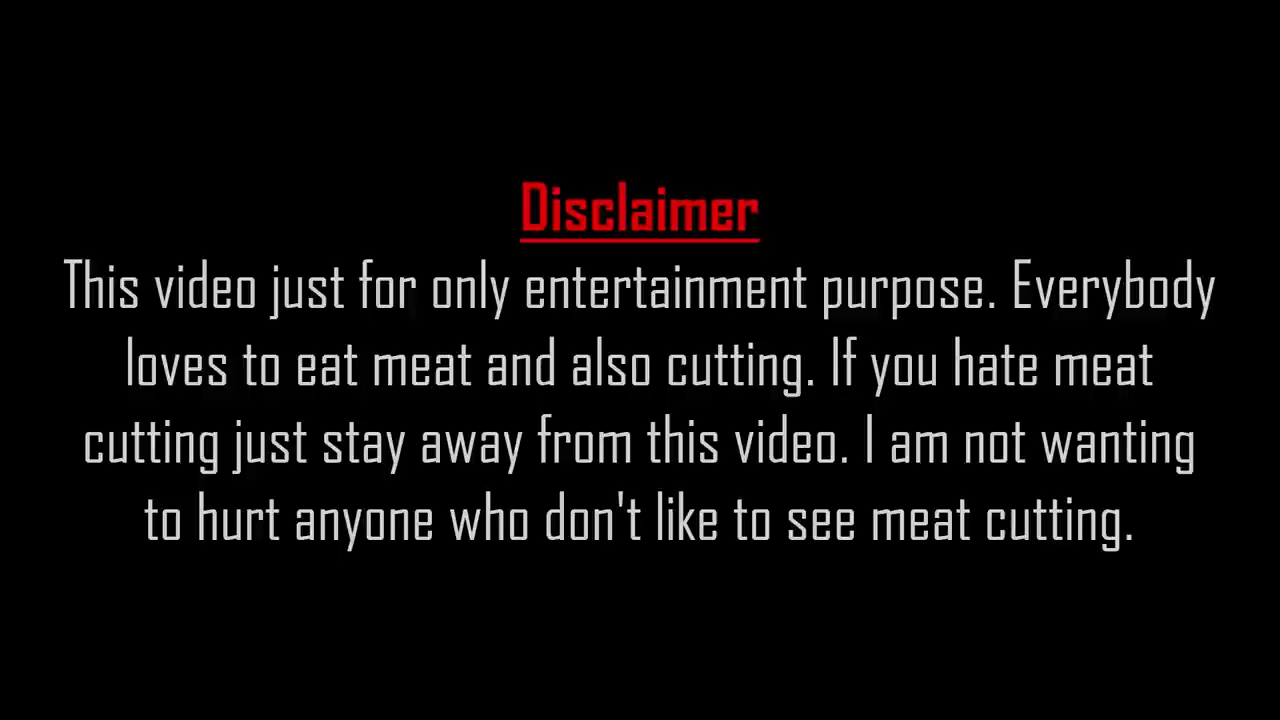 Disclaimer
This video just for only entertainment purpose. Everybody
loves to eat meat and also cutting. If you hate meat
cutting just stay away from this video. I am not wanting
to hurt anyone who don't like to see meat cutting.